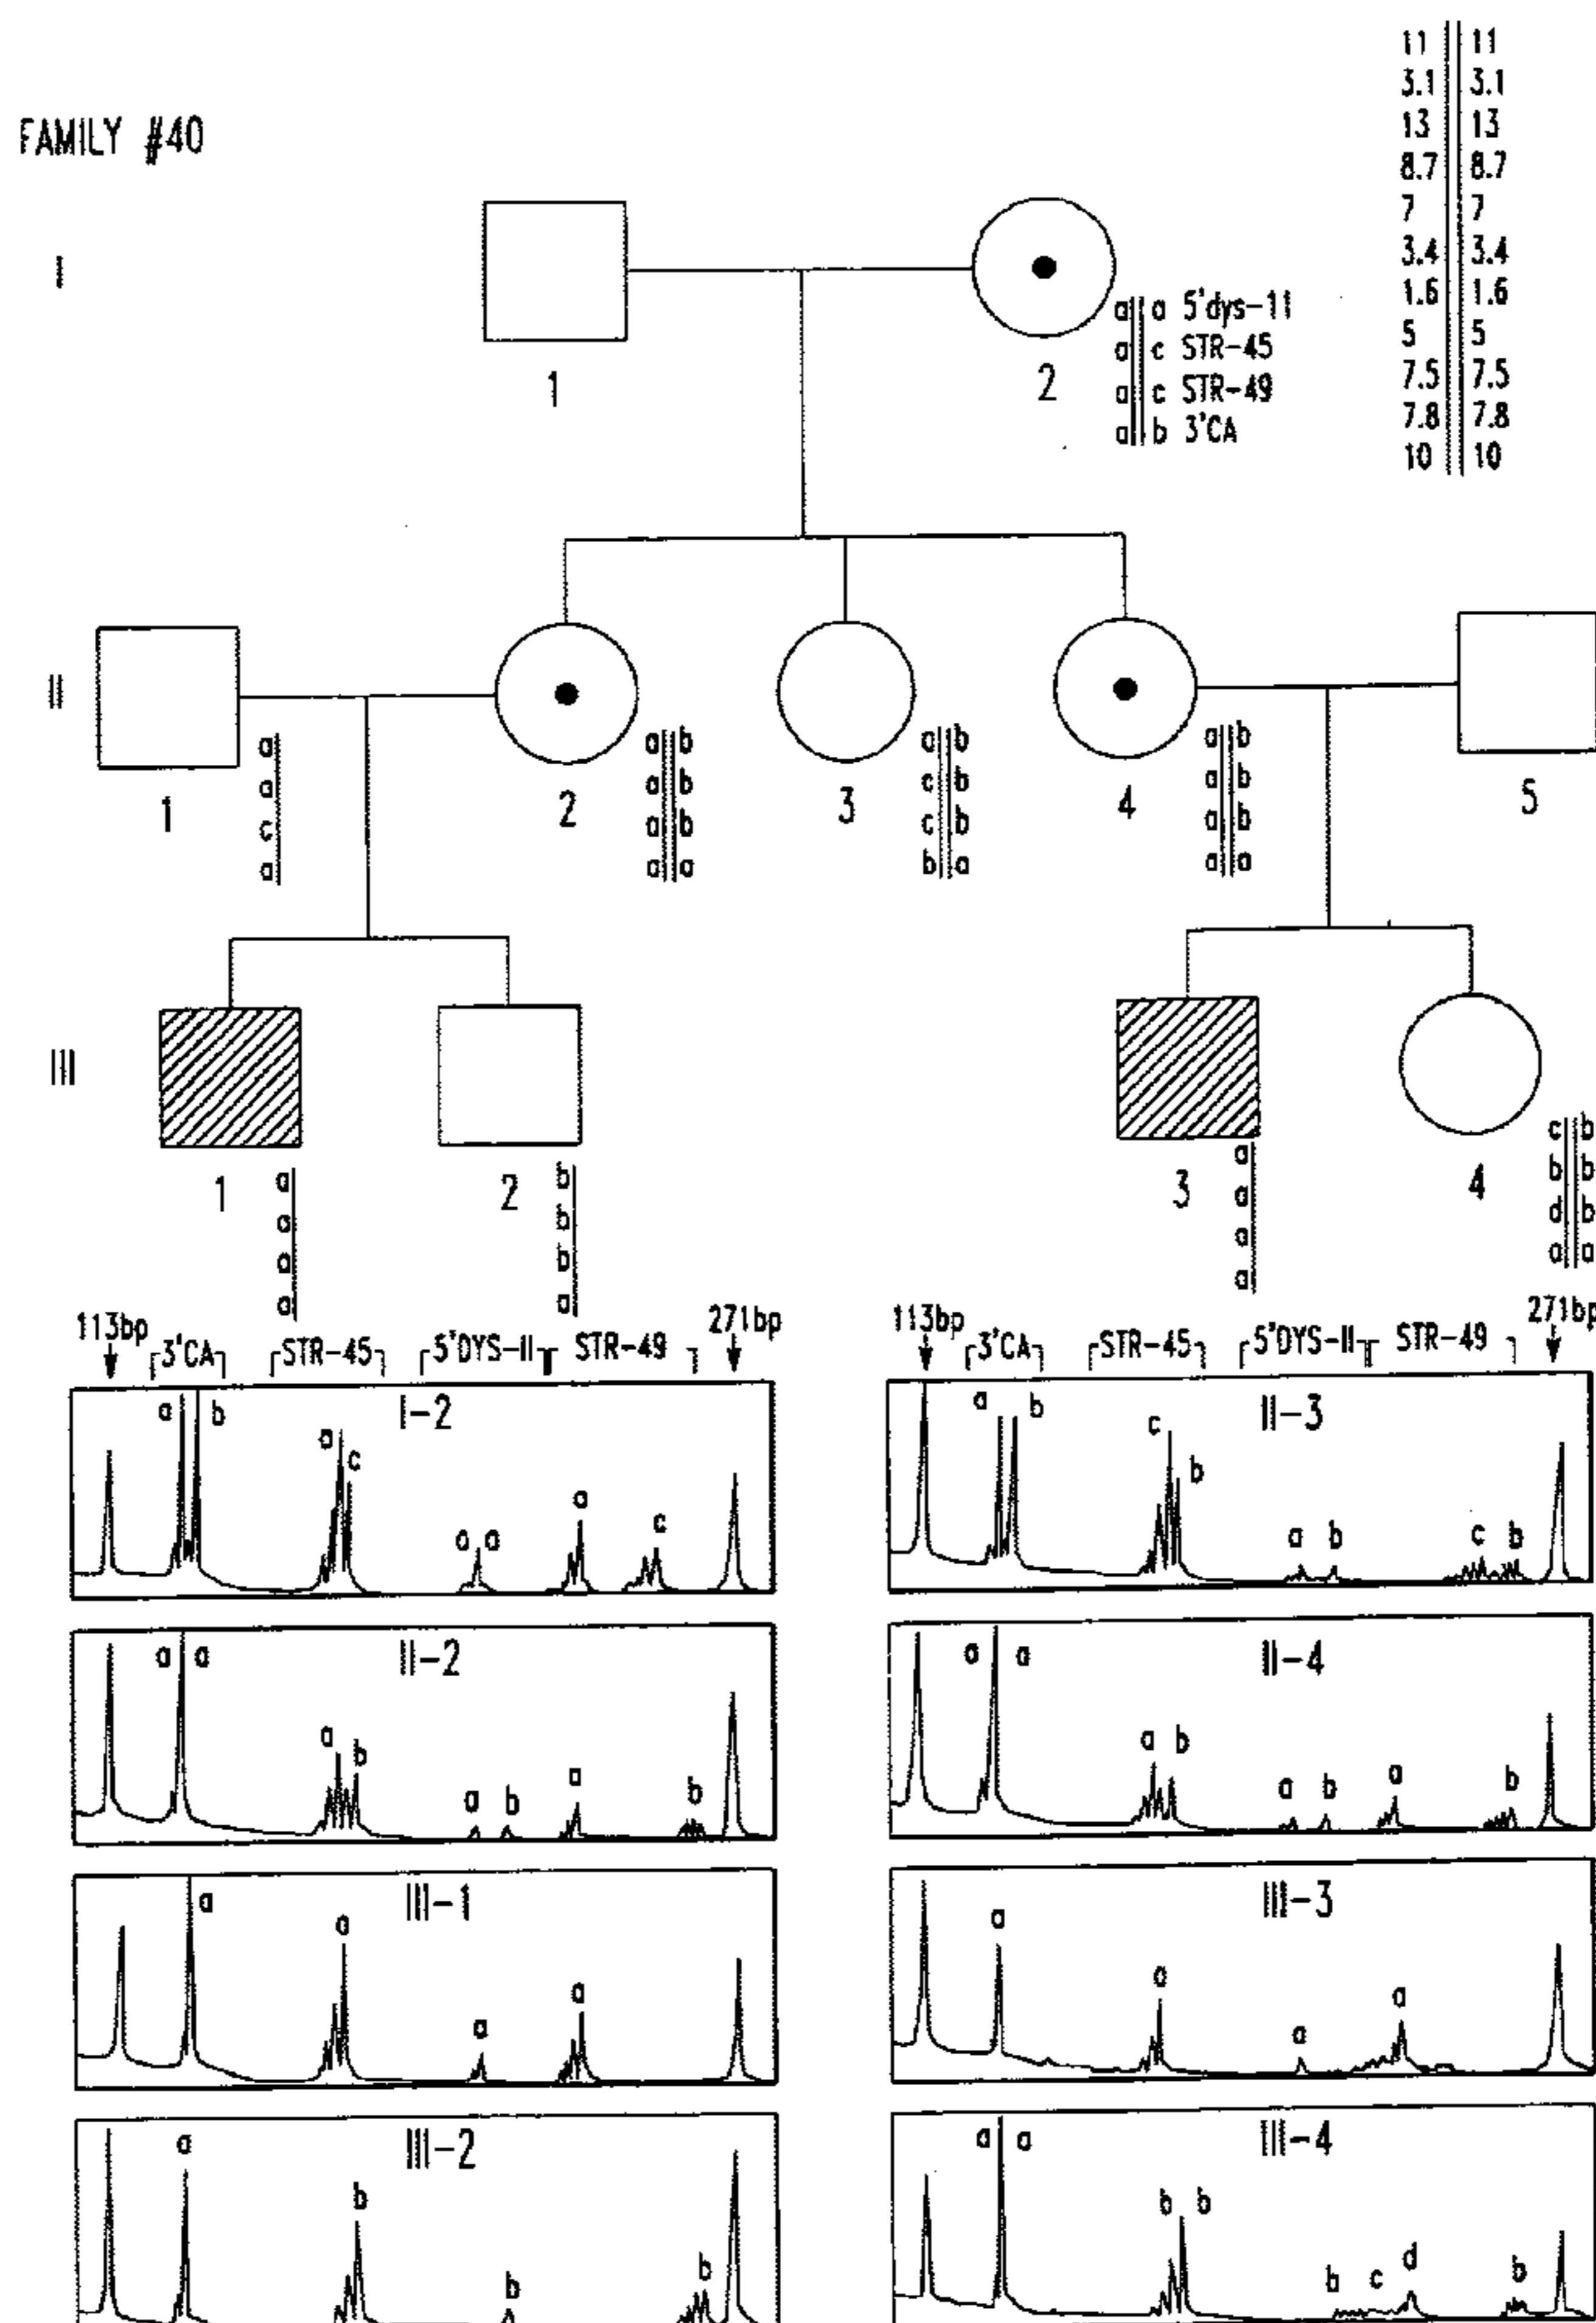 11 11
3.1 3.1
13 13
8.7 8.7
7 7
3.4 3.4
1.6 1.6
5 5
7.5 7.5
7.8 7.8
10 10
FAMILY #40
I
1
2
a a 5'dys-11
a c STR-45
a c STR-49
a b 3'CA
II
1
a
a
c
a
2
a b
a b
a b
a a
3
a b
c b
c b
b a
4
a b
a b
a b
a a
5
III
1
a
a
a
a
2
b
b
b
a
3
a
a
a
a
4
c b
b b
d b
a a
113bp 3'CA STR-45 5'DYS-II STR-49 271bp
I-2
a b a c a a a c
II-2
a a a b a b a b
III-1
a a a a
III-2
a b b b
113bp 3'CA STR-45 5'DYS-II STR-49 271bp
II-3
a b c b a b c b
II-4
a a a b a b a b
III-3
a a a a
III-4
a a b b b c d b